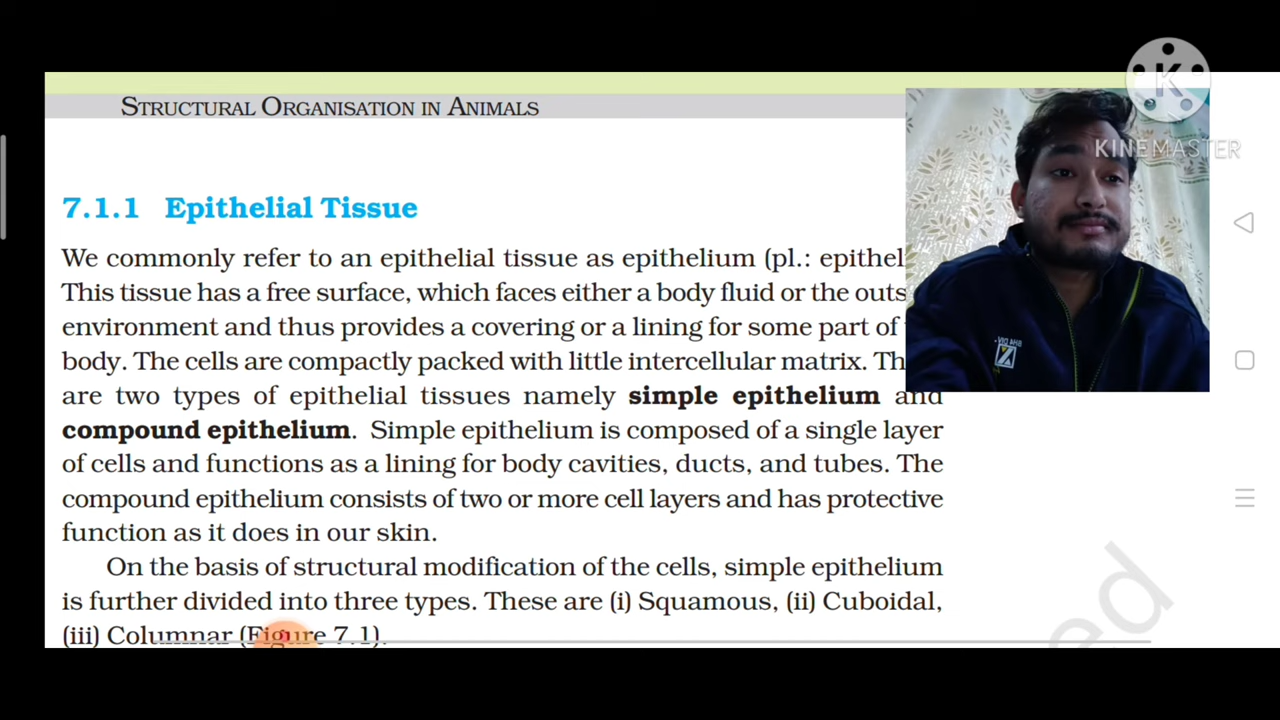 STRUCTURAL ORGANISATION IN ANIMALS
K
KINEMASTER
7.1.1 Epithelial Tissue
We commonly refer to an epithelial tissue as epithelium (pl.:
This tissue has a free surface, which faces either a body fluid or the
environment and thus provides a covering or a lining for some part of
body. The cells are compactly packed with little intercellular matrix.
are two types of epithelial tissues namely simple epithelium and
compound epithelium. Simple epithelium is composed of a single layer
of cells and functions as a lining for body cavities, ducts, and tubes. The
compound epithelium consists of two or more cell layers and has protective
function as it does in our skin.
On the basis of structural modification of the cells, simple epithelium
is further divided into three types. These are (i) Squamous, (ii) Cuboidal,
(iii) Columnar (Figure 7.1).